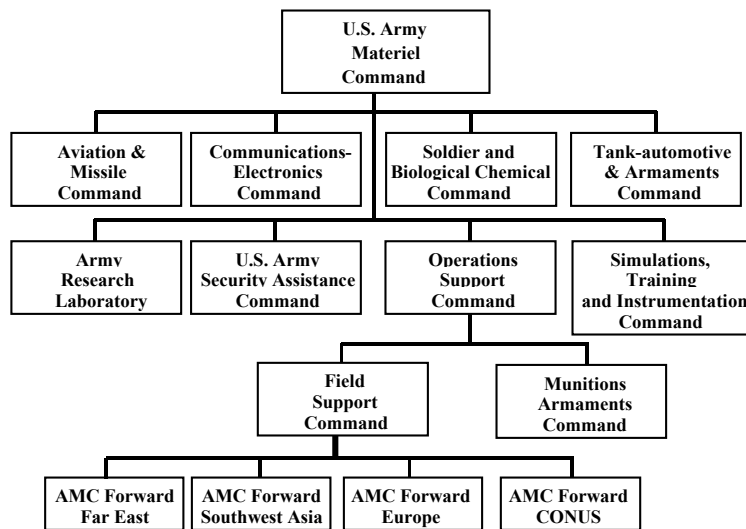 U.S. Army
Materiel
Command
Aviation &
Missile
Command
Communications-
Electronics
Command
Soldier and
Biological Chemical
Command
Tank-automotive
& Armaments
Command
Army
Research
Laboratory
U.S. Army
Security Assistance
Command
Operations
Support
Command
Simulations,
Training
and Instrumentation
Command
Field
Support
Command
Munitions
Armaments
Command
AMC Forward
Far East
AMC Forward
Southwest Asia
AMC Forward
Europe
AMC Forward
CONUS